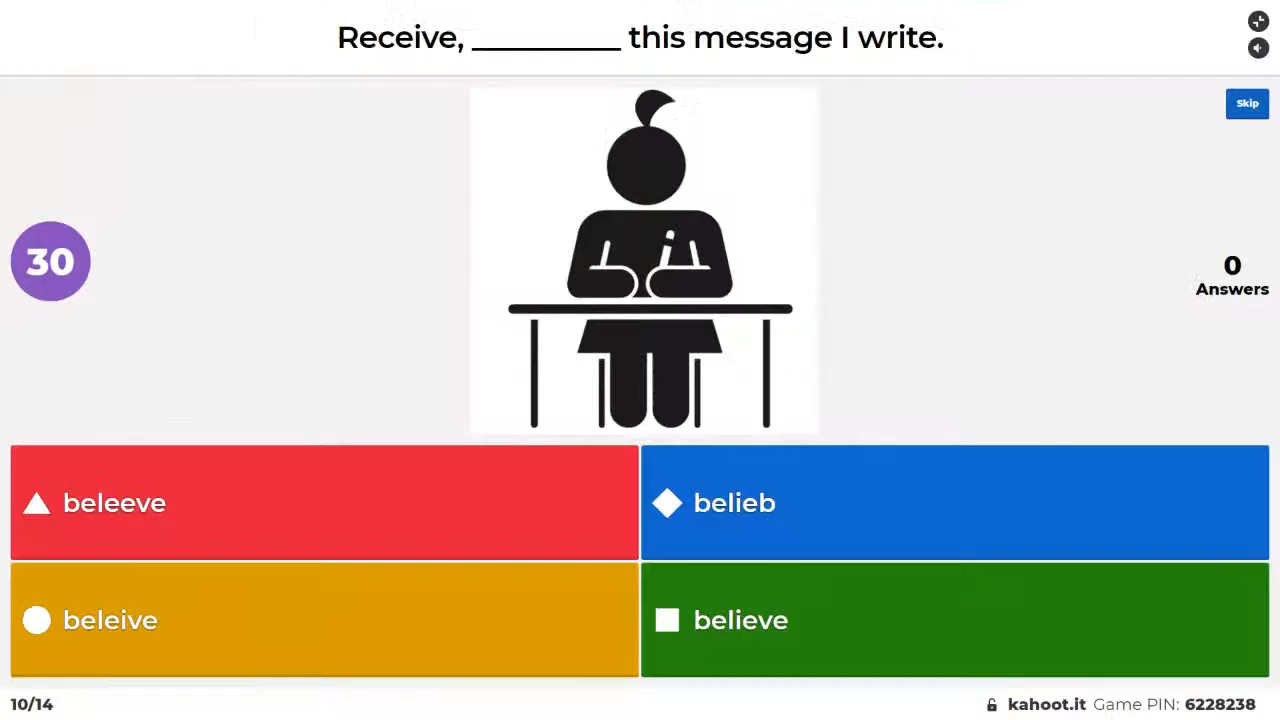 Receive, __________ this message I write.
Skip
30
0
Answers
beleeve
belieb
beleive
believe
10/14
kahoot.it Game PIN: 6228238